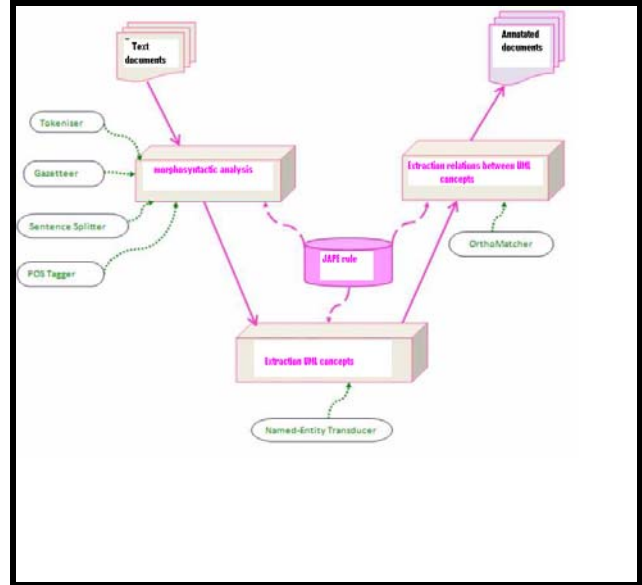 Text
documents
Annotated
documents
Tokeniser
Gazetteer
Sentence Splitter
POS Tagger
morphosyntactic analysis
Extraction relations between UML
concepts
OrthoMatcher
JAPE rule
Extraction UML concepts
Named-Entity Transducer